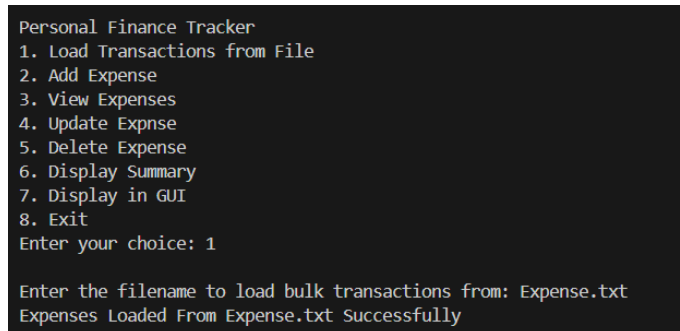 Personal Finance Tracker
1. Load Transactions from File
2. Add Expense
3. View Expenses
4. Update Expnse
5. Delete Expense
6. Display Summary
7. Display in GUI
8. Exit
Enter your choice: 1
Enter the filename to load bulk transactions from: Expense.txt
Expenses Loaded From Expense.txt Successfully